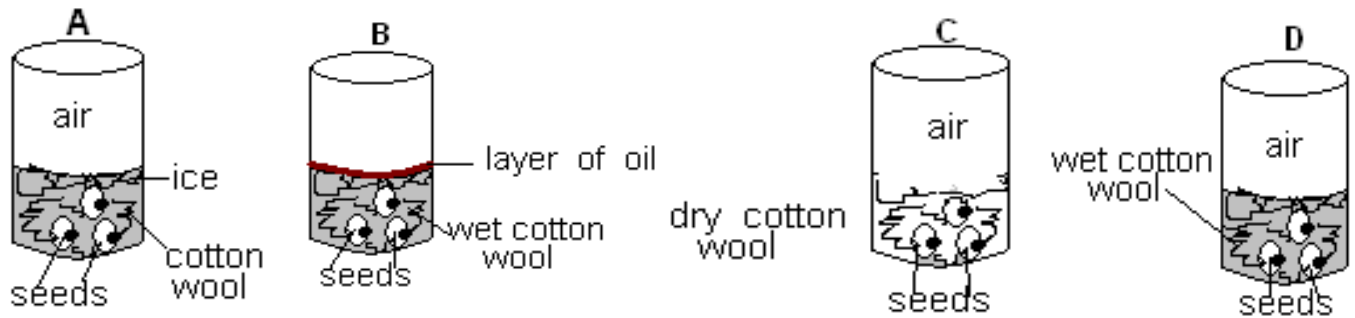 A
air
ice
cotton
wool
seeds
B
layer of oil
wet cotton
wool
seeds
C
air
dry cotton
wool
seeds
D
air
wet cotton
wool
seeds